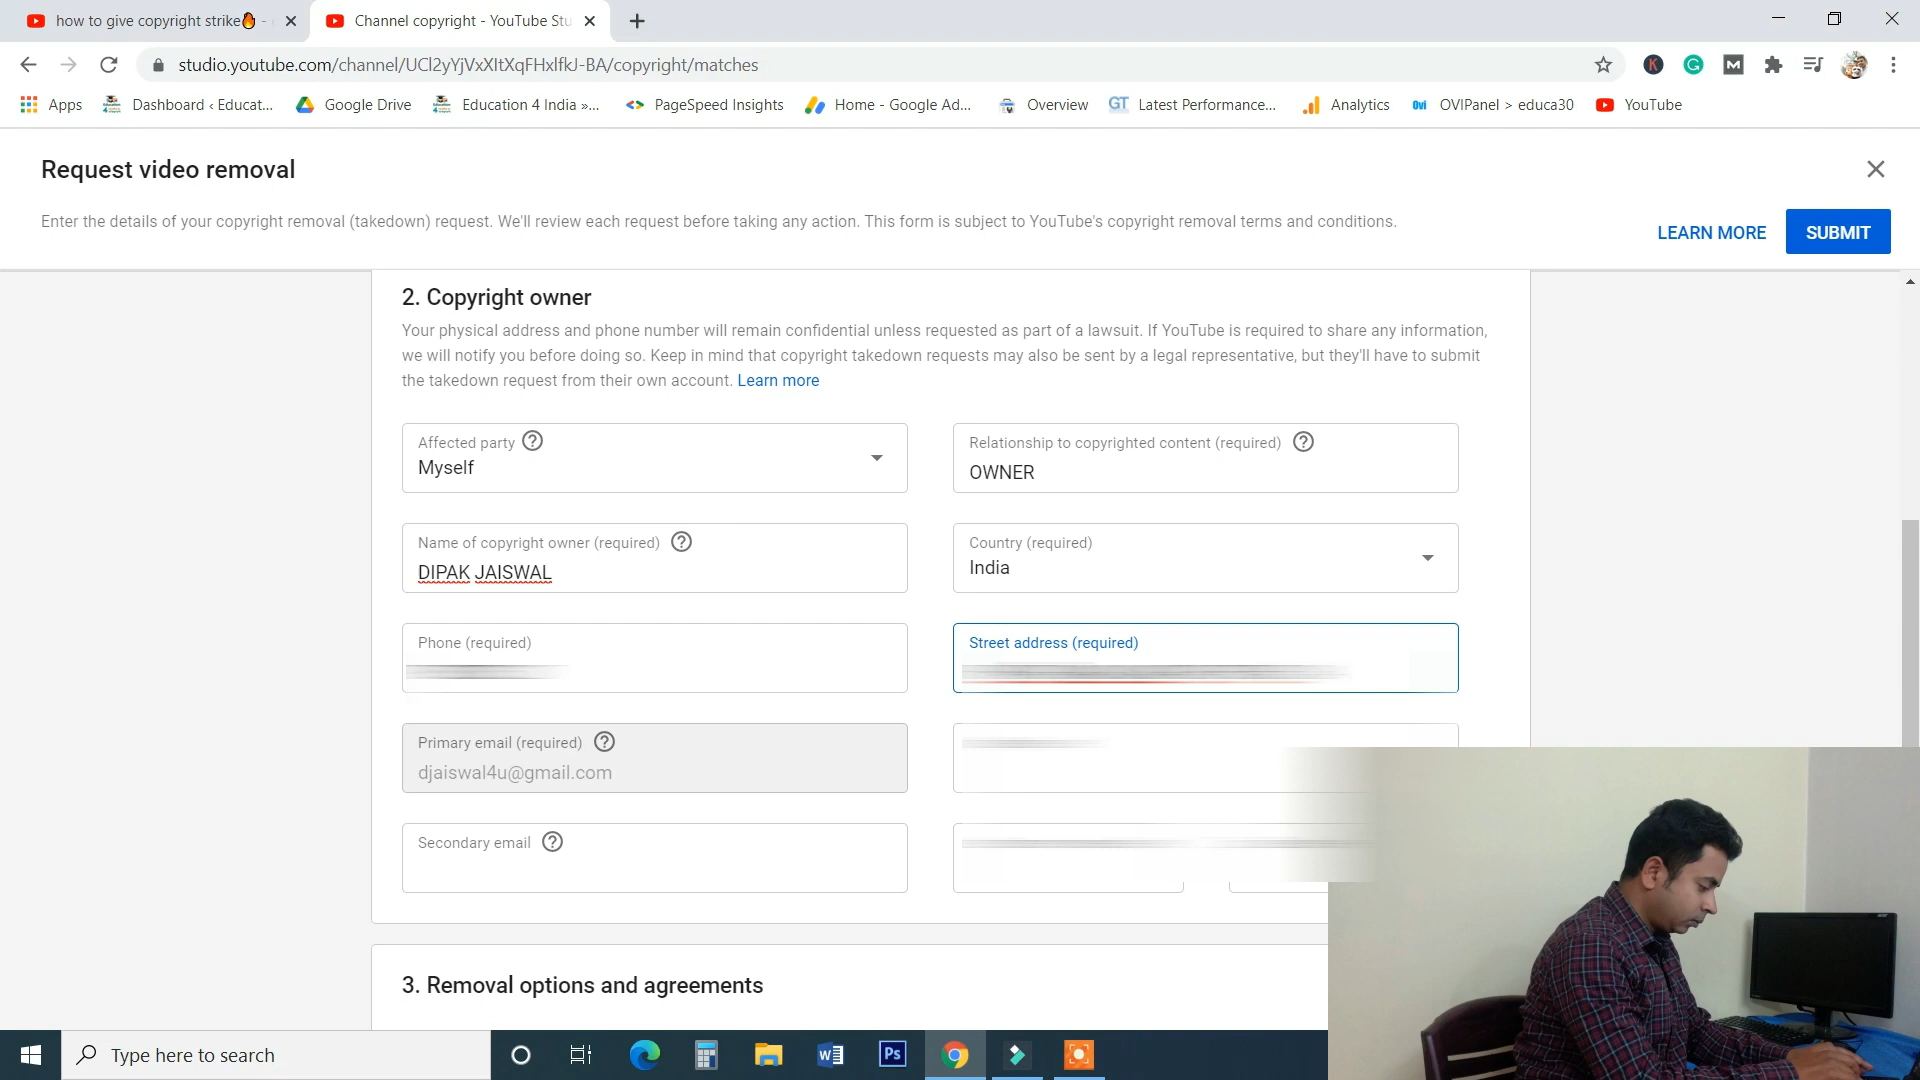 how to give copyright strike🔥 -
Channel copyright - YouTube Stu
studio.youtube.com/channel/UCl2yYjVxXItXqFHxlfkJ-BA/copyright/matches
Apps
Dashboard ‹ Educat...
Google Drive
Education 4 India »...
PageSpeed Insights
Home - Google Ad...
Overview
GT
Latest Performance...
Analytics
Ovi
OVIPanel > educa30
YouTube
Request video removal
Enter the details of your copyright removal (takedown) request. We'll review each request before taking any action. This form is subject to YouTube's copyright removal terms and conditions.
LEARN MORE
SUBMIT
2. Copyright owner
Your physical address and phone number will remain confidential unless requested as part of a lawsuit. If YouTube is required to share any information,
we will notify you before doing so. Keep in mind that copyright takedown requests may also be sent by a legal representative, but they'll have to submit
the takedown request from their own account. Learn more
Affected party
Myself
Relationship to copyrighted content (required)
OWNER
Name of copyright owner (required)
DIPAK JAISWAL
Country (required)
India
Phone (required)
Street address (required)
Primary email (required)
djaiswal4u@gmail.com
Secondary email
3. Removal options and agreements
Type here to search
W
Ps